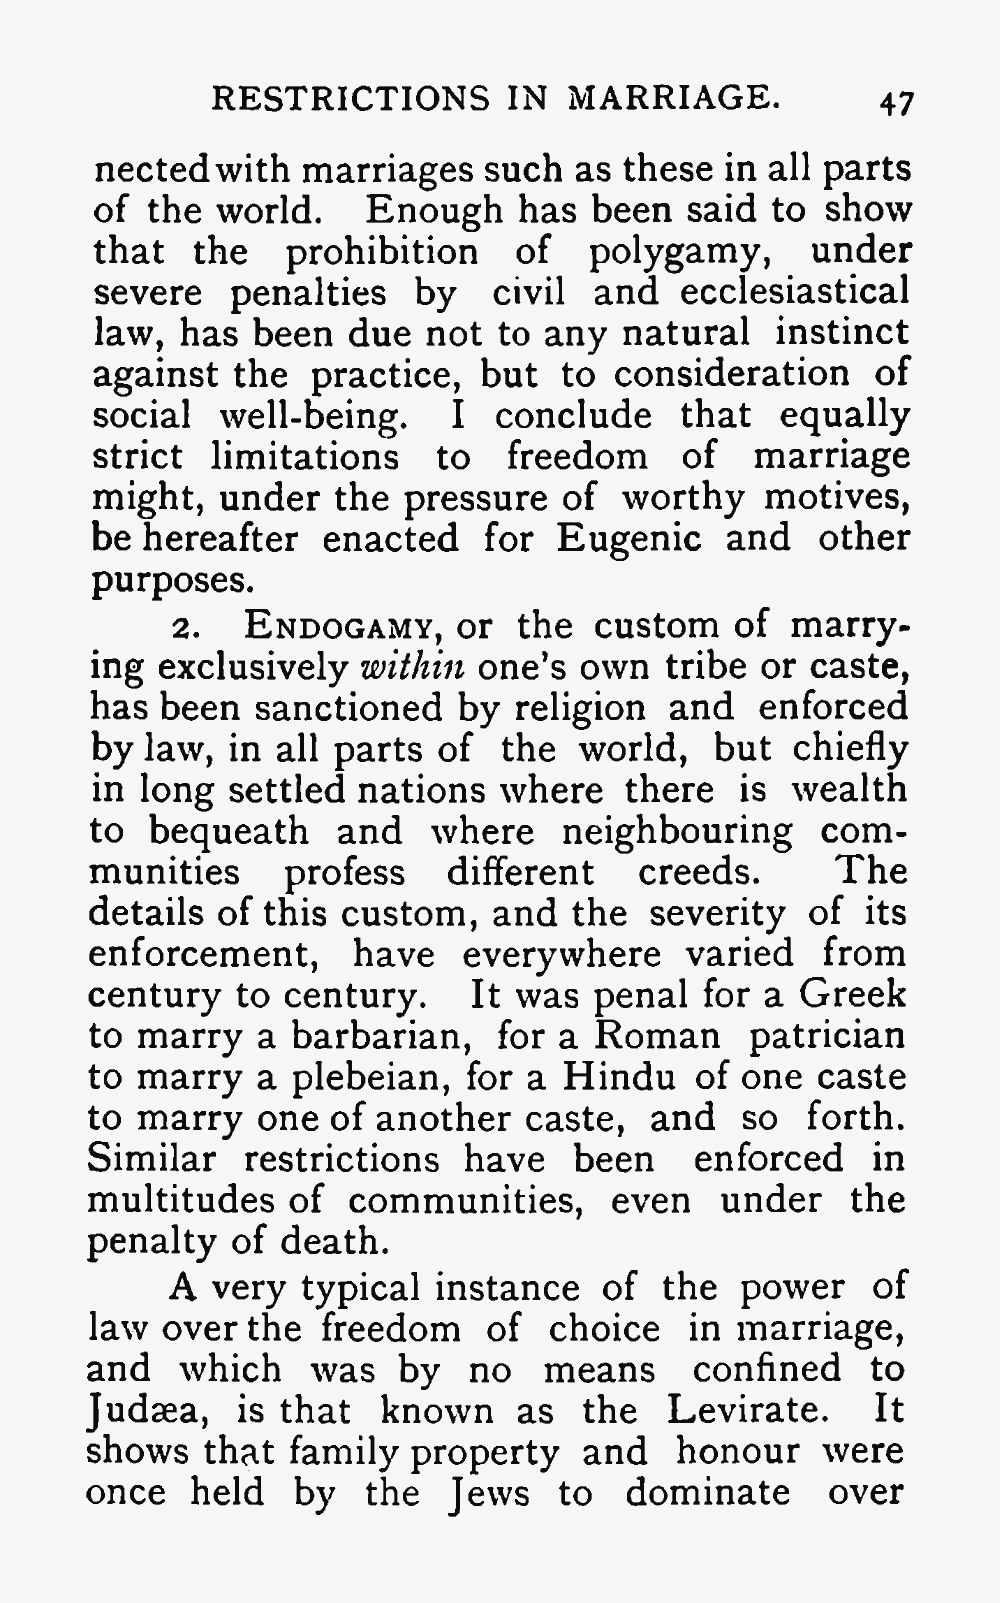 RESTRICTIONS IN MARRIAGE. 47
nected with marriages such as these in all parts
of the world. Enough has been said to show
that the prohibition of polygamy, under
severe penalties by civil and ecclesiastical
law, has been due not to any natural instinct
against the practice, but to consideration of
social well-being. I conclude that equally
strict limitations to freedom of marriage
might, under the pressure of worthy motives,
be hereafter enacted for Eugenic and other
purposes.
2. ENDOGAMY, or the custom of marry-
ing exclusively within one's own tribe or caste,
has been sanctioned by religion and enforced
by law, in all parts of the world, but chiefly
in long settled nations where there is wealth
to bequeath and where neighbouring com-
munities profess different creeds. The
details of this custom, and the severity of its
enforcement, have everywhere varied from
century to century. It was penal for a Greek
to marry a barbarian, for a Roman patrician
to marry a plebeian, for a Hindu of one caste
to marry one of another caste, and so forth.
Similar restrictions have been enforced in
multitudes of communities, even under the
penalty of death.
A very typical instance of the power of
law over the freedom of choice in marriage,
and which was by no means confined to
Judæa, is that known as the Levirate. It
shows that family property and honour were
once held by the Jews to dominate over